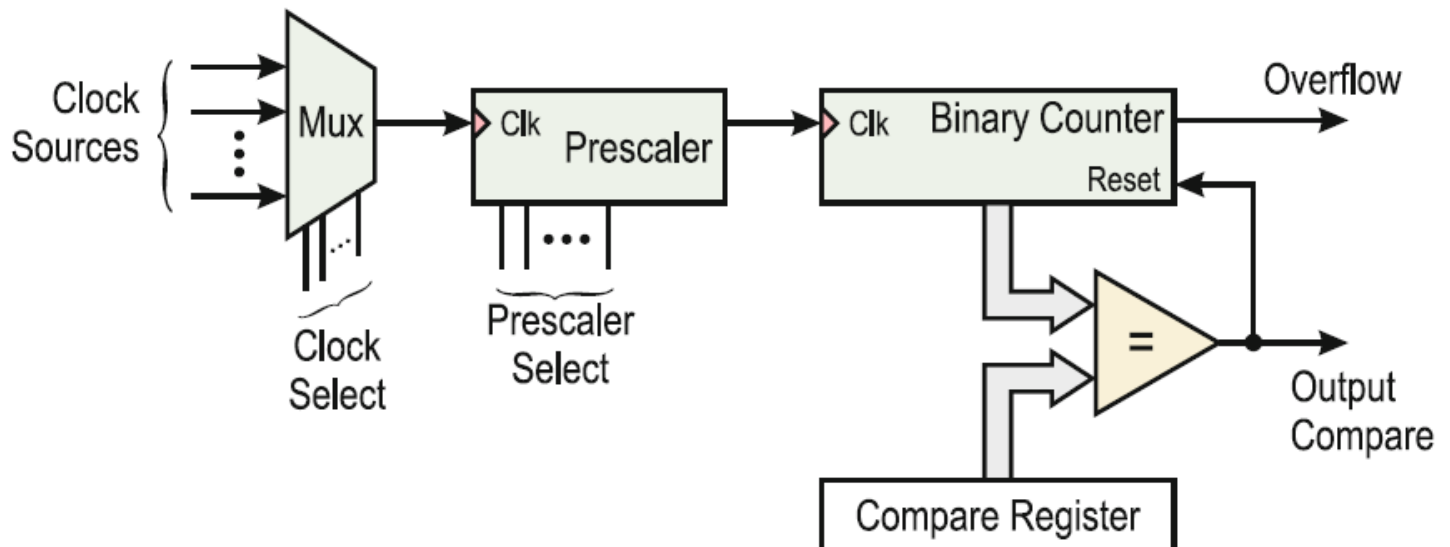 Clock
Sources
Mux
Clock
Select
Clk
Prescaler
Prescaler
Select
Clk
Binary Counter
Reset
Overflow
=
Output
Compare
Compare Register